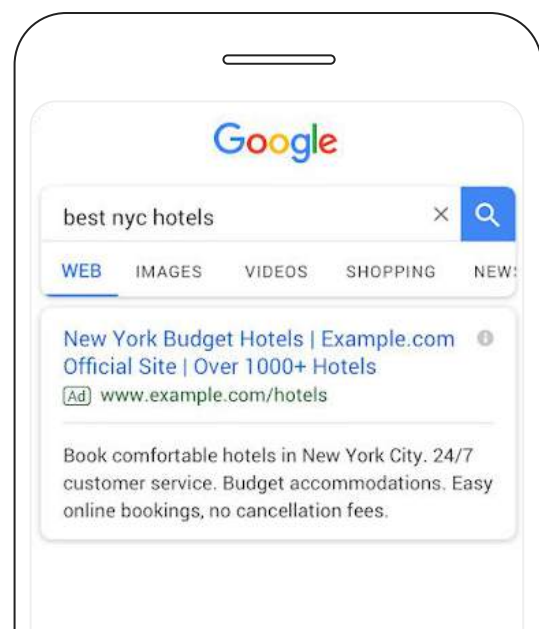 Google
best nyc hotels
WEB IMAGES VIDEOS SHOPPING NEWS
New York Budget Hotels | Example.com
Official Site | Over 1000+ Hotels
Ad www.example.com/hotels
Book comfortable hotels in New York City. 24/7
customer service. Budget accommodations. Easy
online bookings, no cancellation fees.